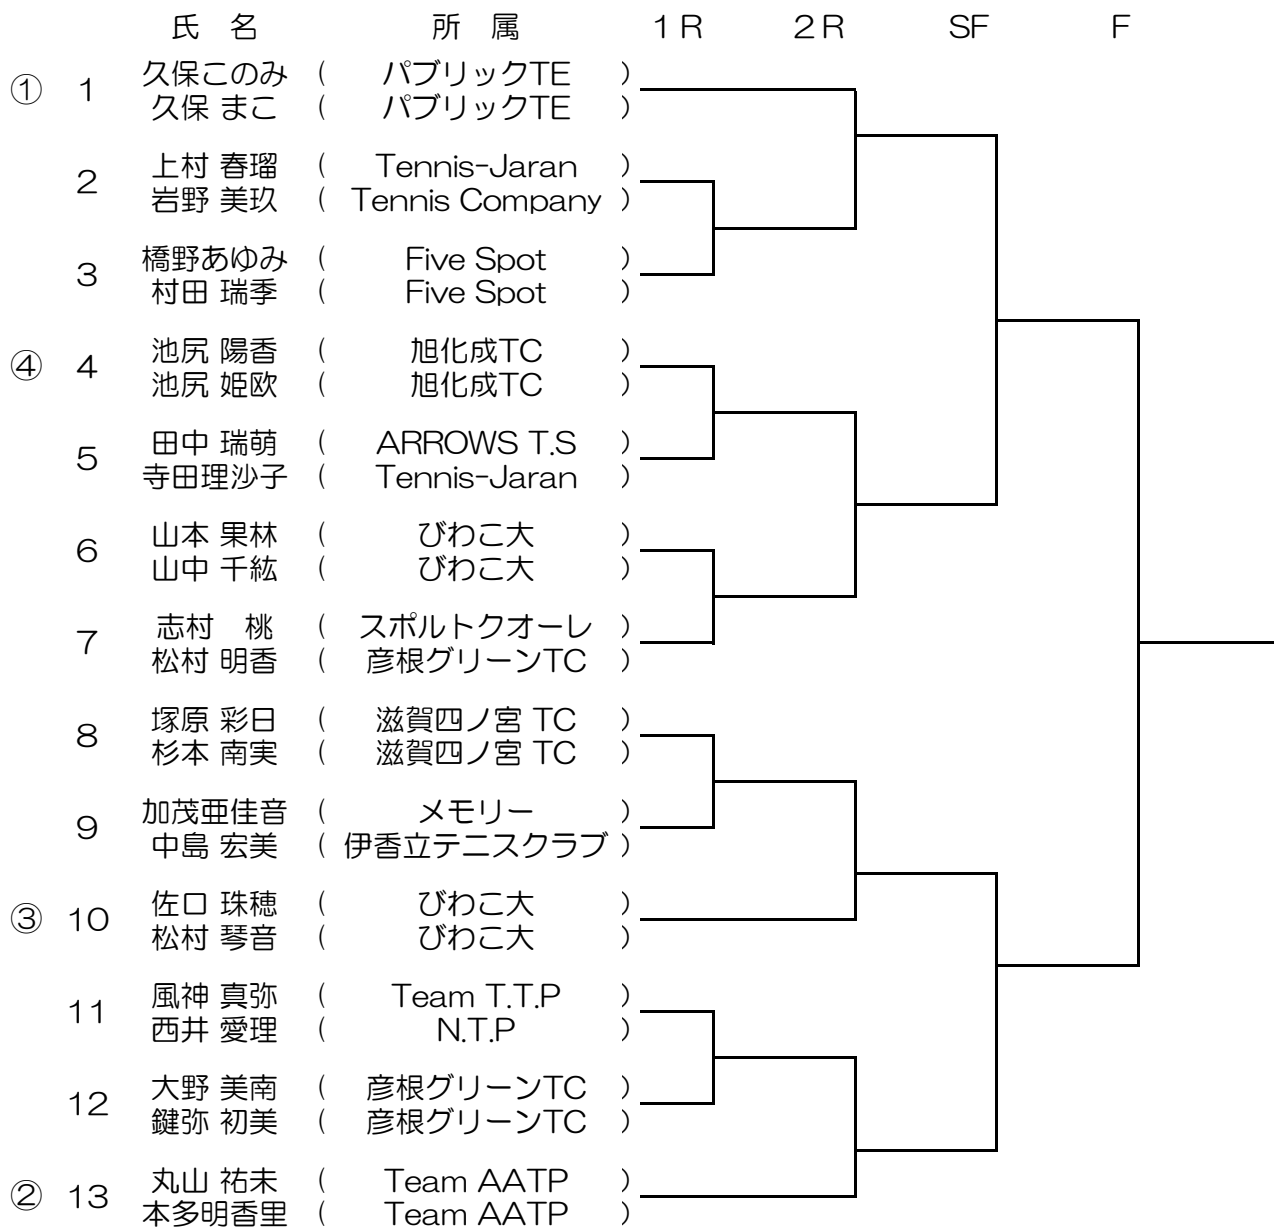 氏 名 所 属 1R 2R SF F
① 1 久保このみ ( パブリックTE )
久保 まこ ( パブリックTE )
2 上村 春瑠 ( Tennis-Jaran )
岩野 美玖 ( Tennis Company )
3 橋野あゆみ ( Five Spot )
村田 瑞季 ( Five Spot )
④ 4 池尻 陽香 ( 旭化成TC )
池尻 姫欧 ( 旭化成TC )
5 田中 瑞萌 ( ARROWS T.S )
寺田理沙子 ( Tennis-Jaran )
6 山本 果林 ( びわこ大 )
山中 千紘 ( びわこ大 )
7 志村 桃 ( スポルトクオーレ )
松村 明香 ( 彦根グリーンTC )
8 塚原 彩日 ( 滋賀四ノ宮 TC )
杉本 南実 ( 滋賀四ノ宮 TC )
9 加茂亜佳音 ( メモリー )
中島 宏美 ( 伊香立テニスクラブ )
③ 10 佐口 珠穂 ( びわこ大 )
松村 琴音 ( びわこ大 )
11 風神 真弥 ( Team T.T.P )
西井 愛理 ( N.T.P )
12 大野 美南 ( 彦根グリーンTC )
鍵弥 初美 ( 彦根グリーンTC )
② 13 丸山 祐未 ( Team AATP )
本多明香里 ( Team AATP )